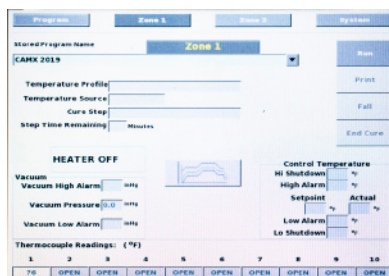 Program Zone 1 Zone 2 System
Stored Program Name
Zone 1
CAMX 2019
Run
Print
Fall
End Cure
Temperature Profile
Temperature Source
Cure Step
Step Time Remaining Minutes
HEATER OFF
Vacuum
Vacuum High Alarm inHg
Vacuum Pressure 0.0 inHg
Vacuum Low Alarm inHg
Control Temperature
Hi Shutdown °F
High Alarm °F
Setpoint Actual
°F °F
Low Alarm °F
Lo Shutdown °F
Thermocouple Readings: (°F)
1 2 3 4 5 6 7 8 9 10
70 OPEN OPEN OPEN OPEN OPEN OPEN OPEN OPEN OPEN